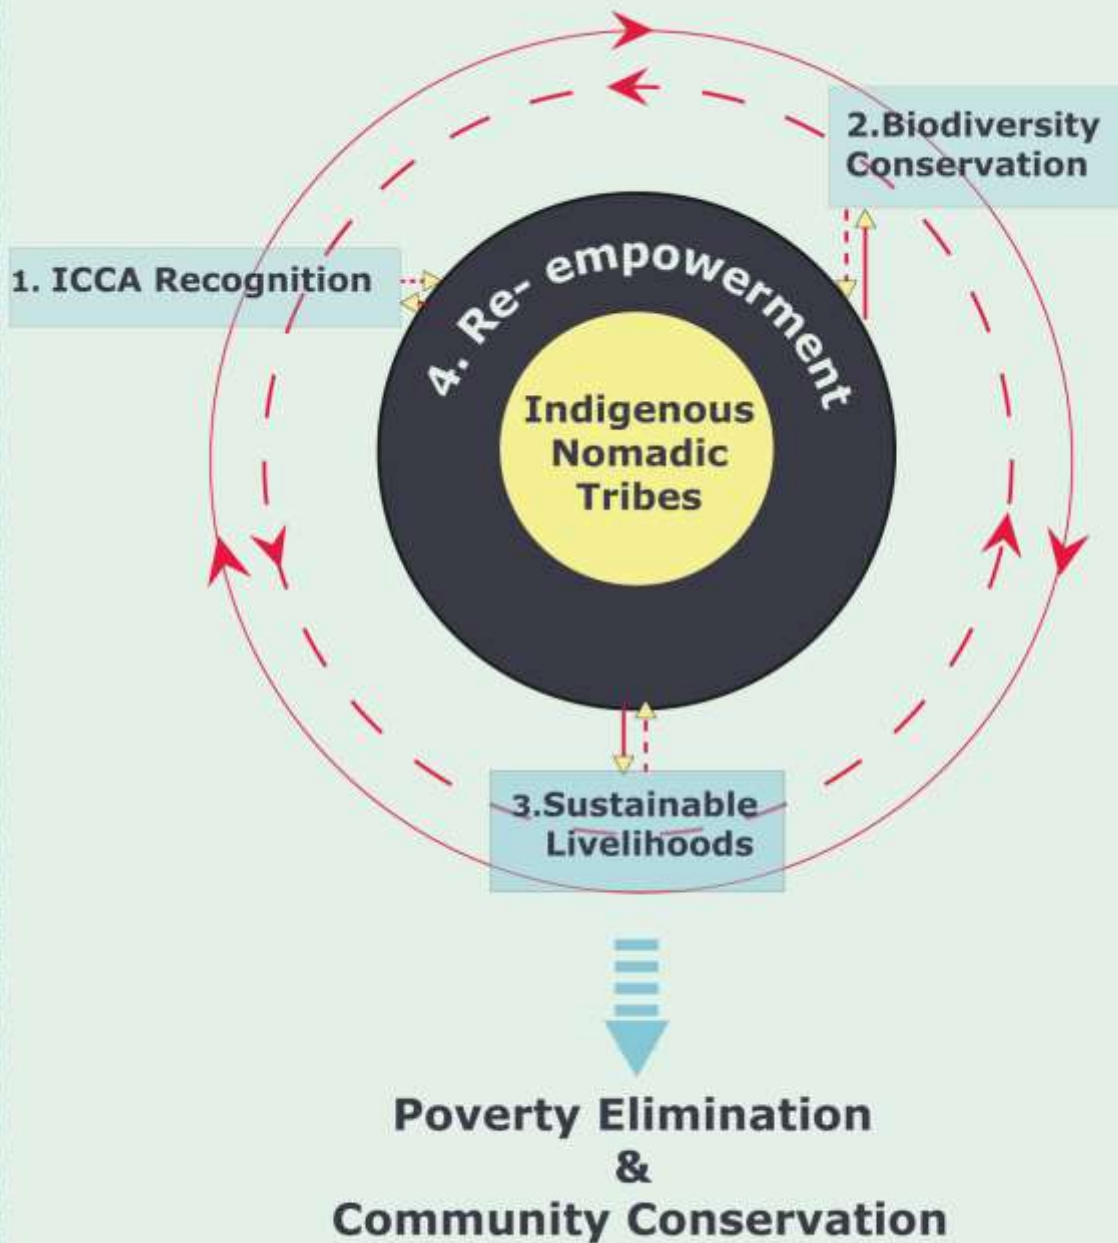 1. ICCA Recognition
2.Biodiversity
Conservation
3.Sustainable
Livelihoods
4. Re- empowerment
Indigenous
Nomadic
Tribes
Poverty Elimination
&
Community Conservation